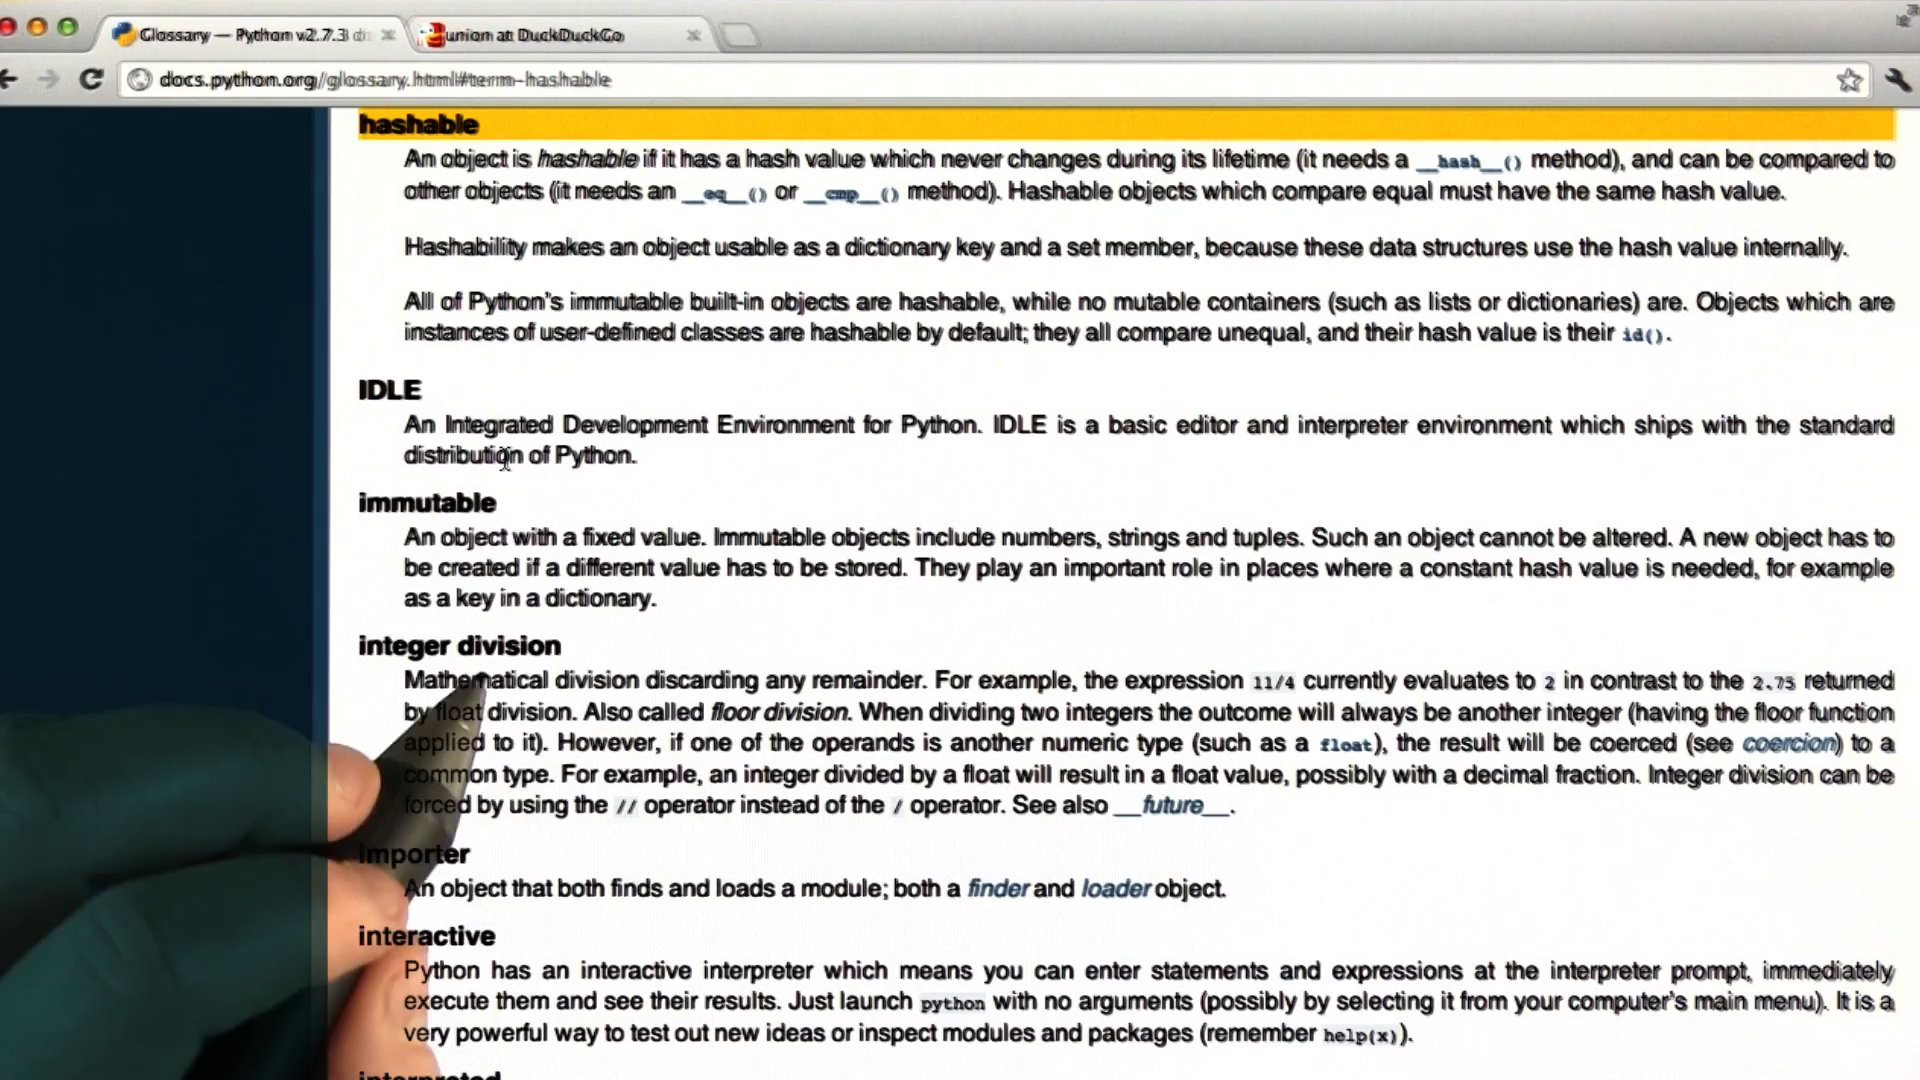 Glossary — Python v2.7.3 d
union at DuckDuckGo
docs.python.org/glossary.html#term-hashable
hashable
An object is hashable if it has a hash value which never changes during its lifetime (it needs a __hash__() method), and can be compared to
other objects (it needs an __eq__() or __cmp__() method). Hashable objects which compare equal must have the same hash value.
Hashability makes an object usable as a dictionary key and a set member, because these data structures use the hash value internally.
All of Python's immutable built-in objects are hashable, while no mutable containers (such as lists or dictionaries) are. Objects which are
instances of user-defined classes are hashable by default; they all compare unequal, and their hash value is their id().
IDLE
An Integrated Development Environment for Python. IDLE is a basic editor and interpreter environment which ships with the standard
distribution of Python.
immutable
An object with a fixed value. Immutable objects include numbers, strings and tuples. Such an object cannot be altered. A new object has to
be created if a different value has to be stored. They play an important role in places where a constant hash value is needed, for example
as a key in a dictionary.
integer division
Mathematical division discarding any remainder. For example, the expression 11/4 currently evaluates to 2 in contrast to the 2.75 returned
by float division. Also called floor division. When dividing two integers the outcome will always be another integer (having the floor function
applied to it). However, if one of the operands is another numeric type (such as a float), the result will be coerced (see coercion) to a
common type. For example, an integer divided by a float will result in a float value, possibly with a decimal fraction. Integer division can be
forced by using the // operator instead of the / operator. See also __future__.
importer
An object that both finds and loads a module; both a finder and loader object.
interactive
Python has an interactive interpreter which means you can enter statements and expressions at the interpreter prompt, immediately
execute them and see their results. Just launch python with no arguments (possibly by selecting it from your computer's main menu). It is a
very powerful way to test out new ideas or inspect modules and packages (remember help(x)).
interpreted